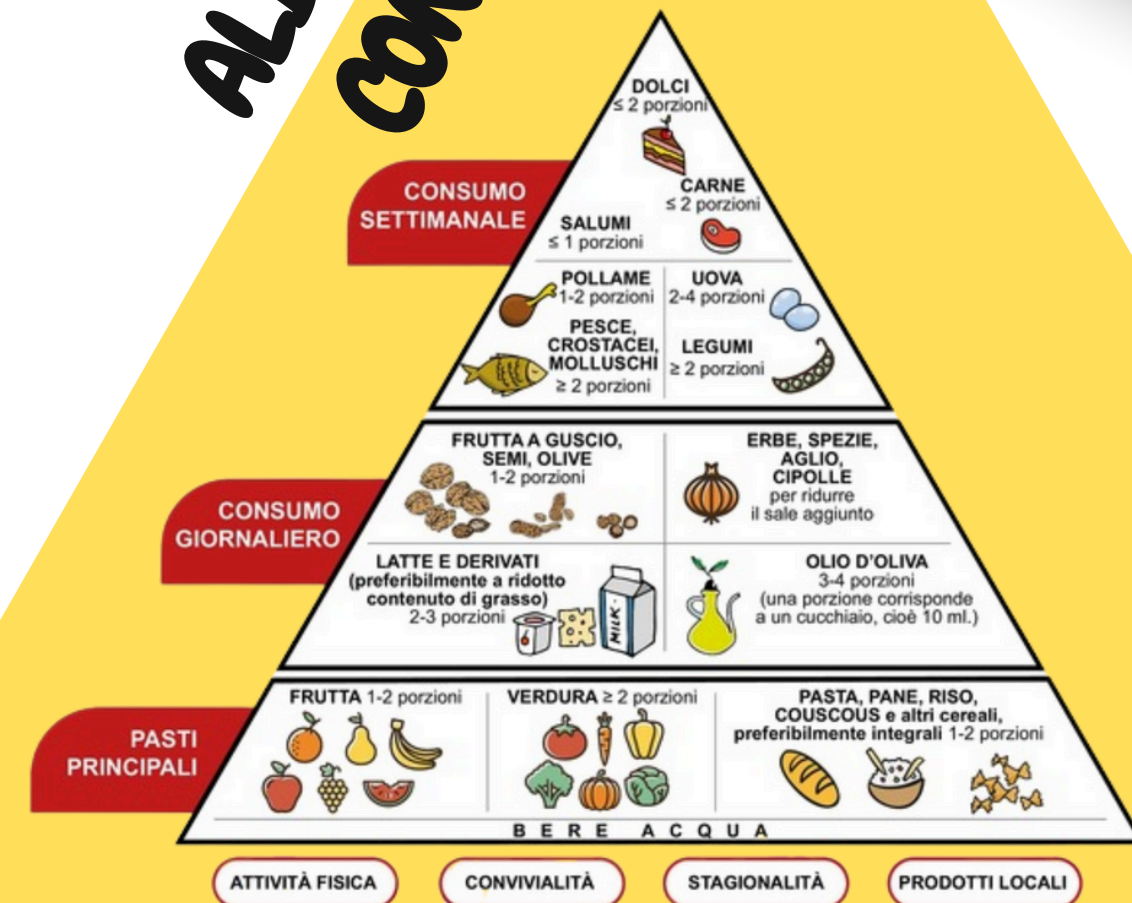 DOLCI
≤ 2 porzioni
CARNE
≤ 2 porzioni
SALUMI
≤ 1 porzioni
CONSUMO
SETTIMANALE
POLLAME
1-2 porzioni
UOVA
2-4 porzioni
PESCE,
CROSTACEI,
MOLLUSCHI
≥ 2 porzioni
LEGUMI
≥ 2 porzioni
CONSUMO
GIORNALIERO
FRUTTA A GUSCIO,
SEMI, OLIVE
1-2 porzioni
ERBE, SPEZIE,
AGLIO,
CIPOLLE
per ridurre
il sale aggiunto
LATTE E DERIVATI
(preferibilmente a ridotto
contenuto di grasso)
2-3 porzioni
MILK
OLIO D'OLIVA
3-4 porzioni
(una porzione corrisponde
a un cucchiaio, cioè 10 ml.)
PASTI
PRINCIPALI
FRUTTA 1-2 porzioni
VERDURA ≥ 2 porzioni
PASTA, PANE, RISO,
COUSCOUS e altri cereali,
preferibilmente integrali 1-2 porzioni
BERE ACQUA
ATTIVITÀ FISICA
CONVIVIALITÀ
STAGIONALITÀ
PRODOTTI LOCALI